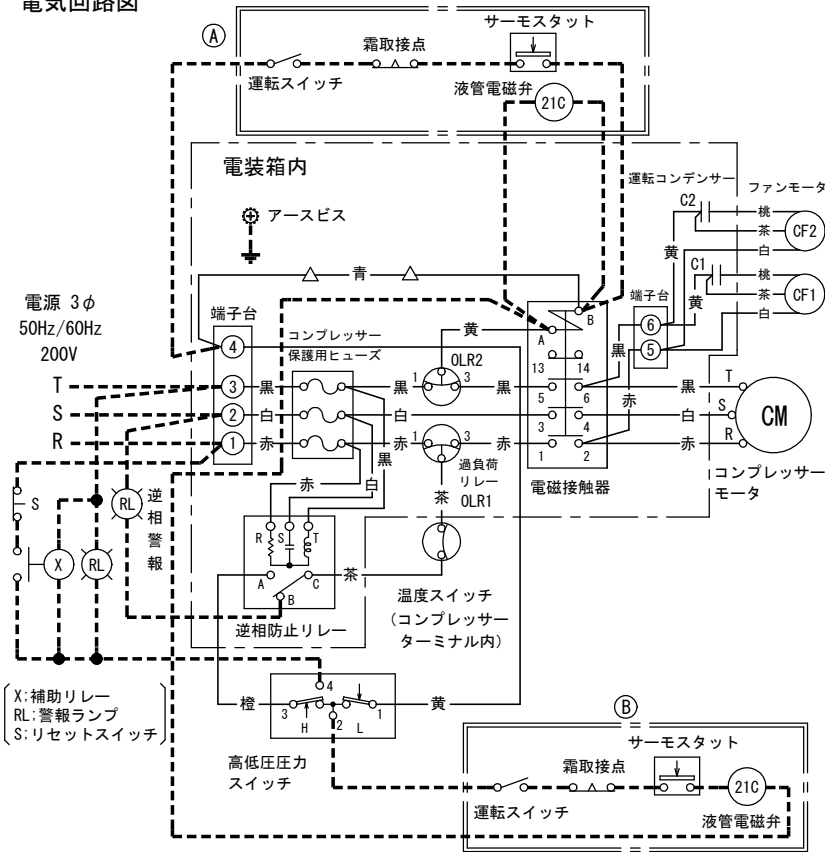 電気回路図
Ⓐ
サーモスタット
霜取接点
運転スイッチ
液管電磁弁
21C
電装箱内
運転コンデンサー
ファンモータ
アースビス
C2
桃
茶
CF2
白
黄
C1
桃
茶
CF1
白
黄
青
電源 3φ
50Hz/60Hz
200V
端子台
コンプレッサー
保護用ヒューズ
黄
A
B
端子台
④
OLR2
13 14
⑥
⑤
黒
赤
T
③
黒
黒
1
3
黒
5
6
黒
T
S
②
白
白
3
4
白
S
CM
R
①
赤
赤
1
3
赤
1
2
赤
R
過負荷
リレー
OLR1
電磁接触器
コンプレッサー
モータ
赤
白
黒
茶
S
RL
逆相警報
X
RL
R
S
T
A
C
B
茶
逆相防止リレー
温度スイッチ
(コンプレッサー
ターミナル内)
X;補助リレー
RL;警報ランプ
S;リセットスイッチ
橙
4
3
H
2
L
1
黄
高低圧圧力
スイッチ
Ⓑ
サーモスタット
霜取接点
21C
運転スイッチ
液管電磁弁